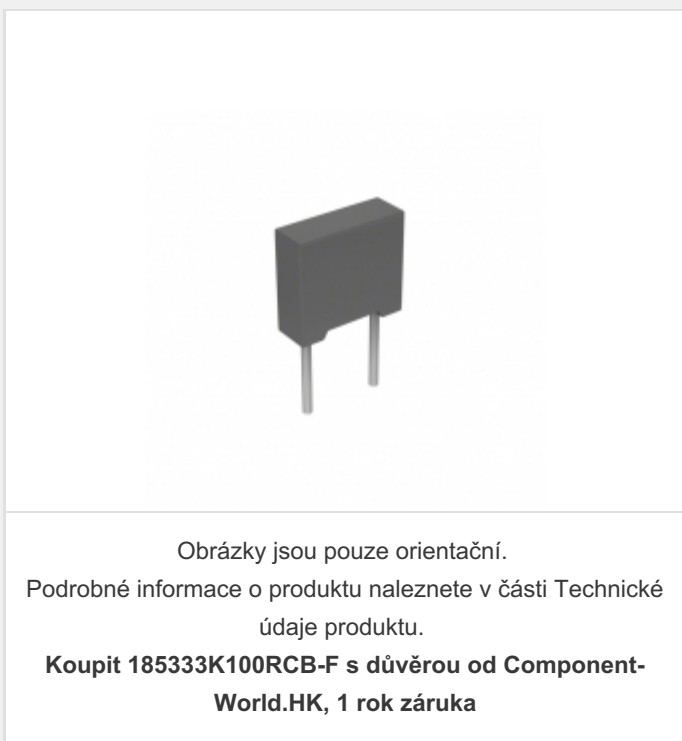 Obrázky jsou pouze orientační.
Podrobné informace o produktu naleznete v části Technické
údaje produktu.
Koupit 185333K100RCB-F s důvěrou od Component-
World.HK, 1 rok záruka